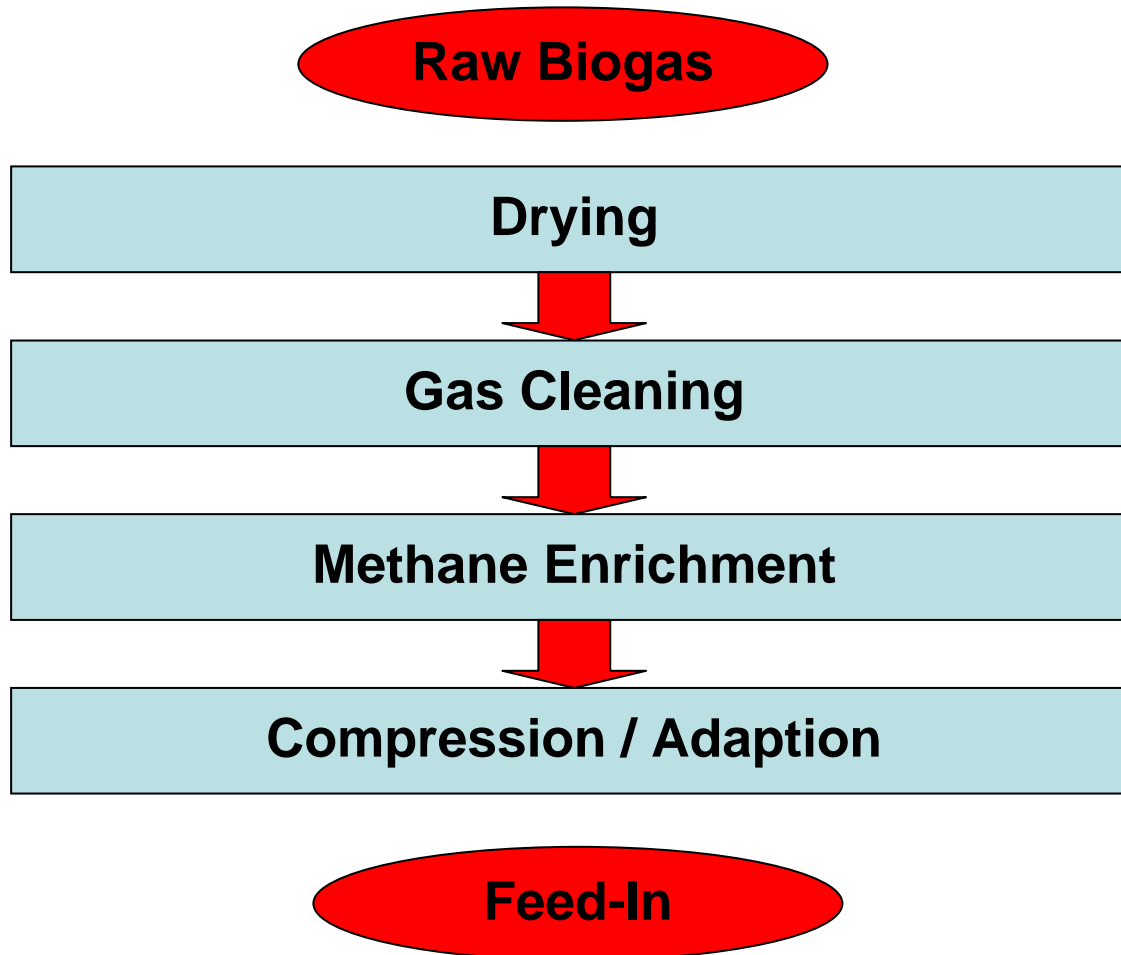 Raw Biogas
Drying
Gas Cleaning
Methane Enrichment
Compression / Adaption
Feed-In